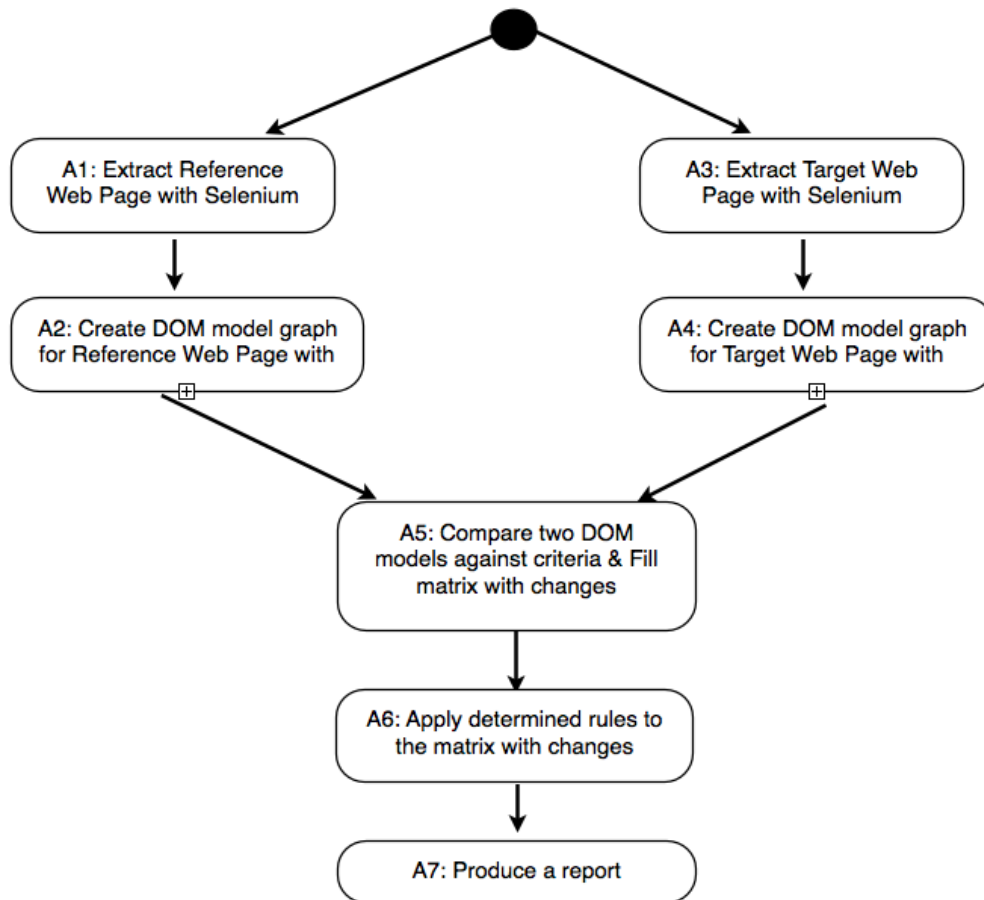 A1: Extract Reference
Web Page with Selenium
A3: Extract Target Web
Page with Selenium
A2: Create DOM model graph
for Reference Web Page with
A4: Create DOM model graph
for Target Web Page with
A5: Compare two DOM
models against criteria & Fill
matrix with changes
A6: Apply determined rules to
the matrix with changes
A7: Produce a report